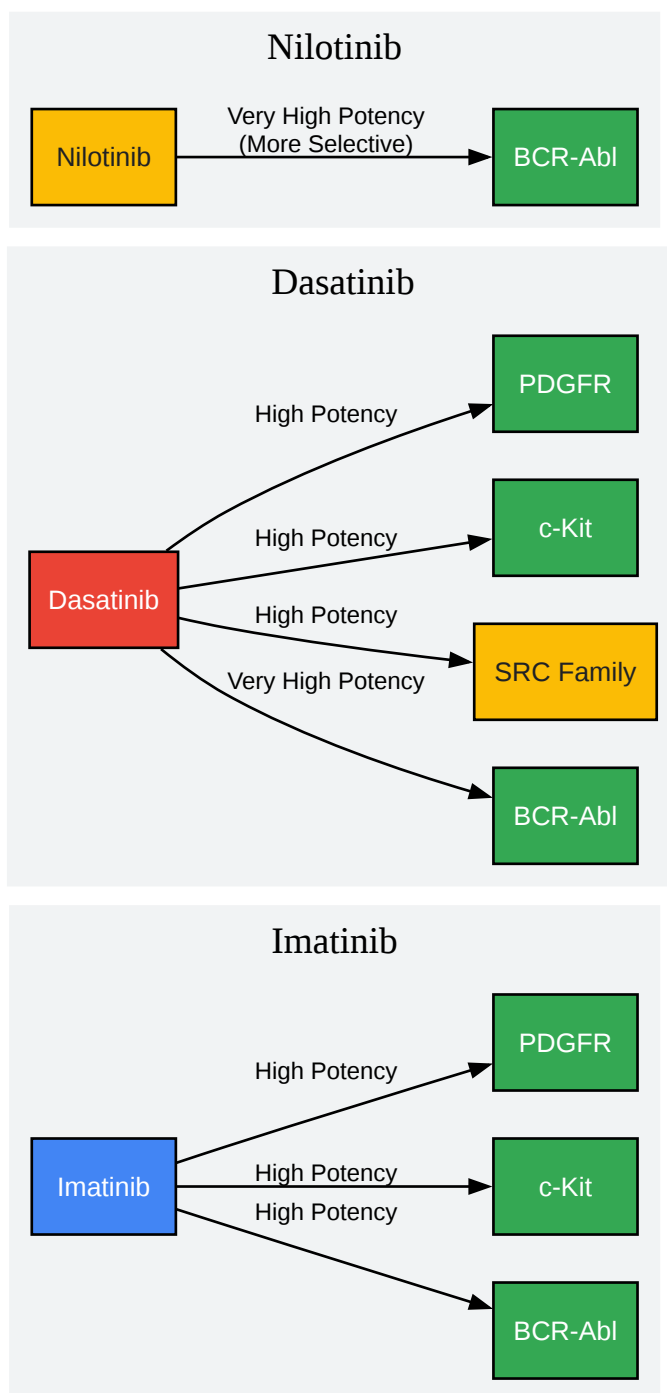 Nilotinib
Very High Potency
(More Selective)
Nilotinib
BCR-Abl
Dasatinib
PDGFR
High Potency
c-Kit
High Potency
Dasatinib
High Potency
SRC Family
Very High Potency
BCR-Abl
Imatinib
PDGFR
High Potency
High Potency
Imatinib
c-Kit
High Potency
BCR-Abl